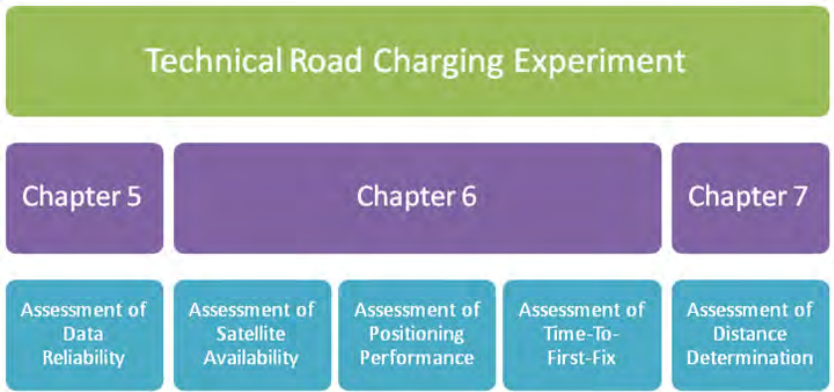 Technical Road Charging Experiment
Chapter 5
Chapter 6
Chapter 7
Assessment of
Data
Reliability
Assessment of
Satellite
Availability
Assessment of
Positioning
Performance
Assessment of
Time-To-
First-Fix
Assessment of
Distance
Determination